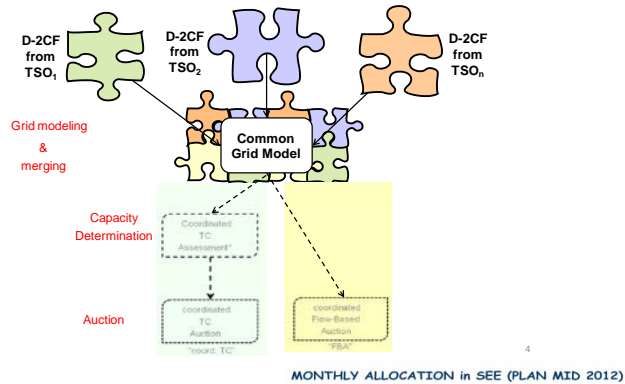 D-2CF
from
TSO1
D-2CF
from
TSO2
D-2CF
from
TSOn
Grid modeling
&
merging
Common
Grid Model
Capacity
Determination
Coordinated
TC
Assessment"
Auction
coordinated
TC
Auction
"coord. TC"
coordinated
Flow-Based
Auction
"FBA"
4
MONTHLY ALLOCATION in SEE (PLAN MID 2012)